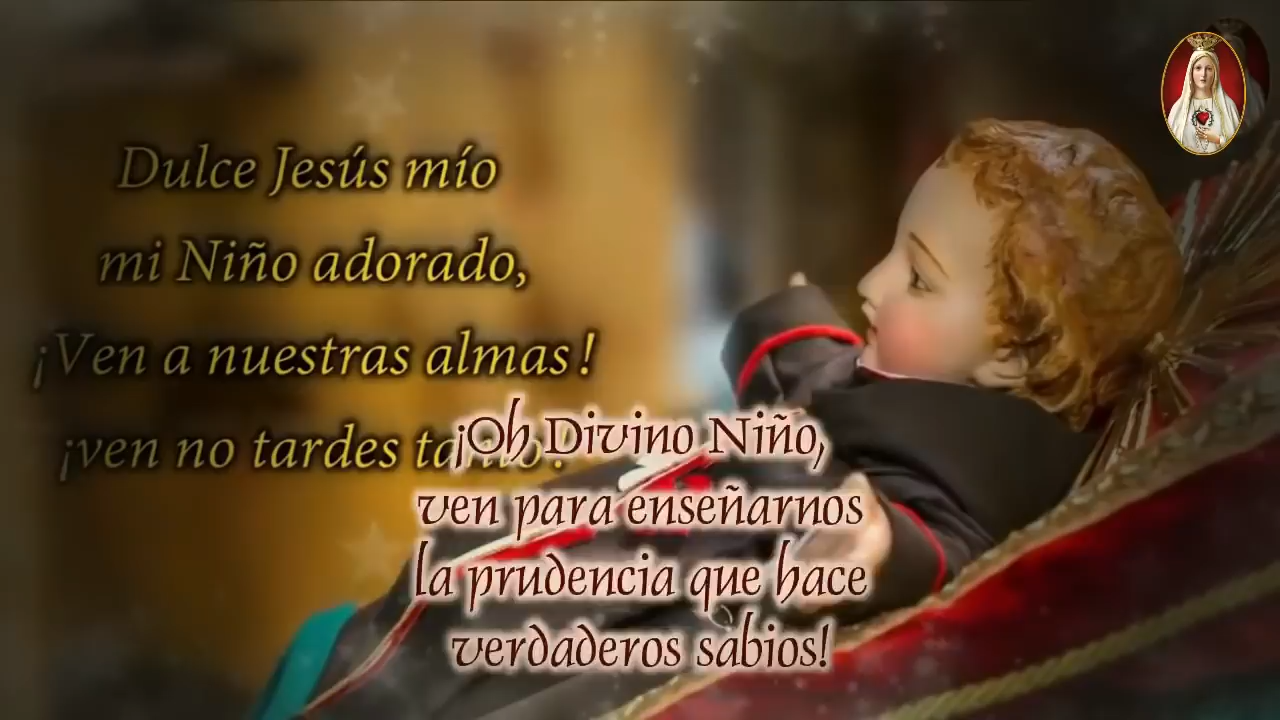 Dulce Jesús mío
mi Niño adorado,
¡Ven a nuestras almas!
¡ven no tardes tanto!
¡Oh Divino Niño,
ven para enseñarnos
la prudencia que hace
verdaderos sabios!